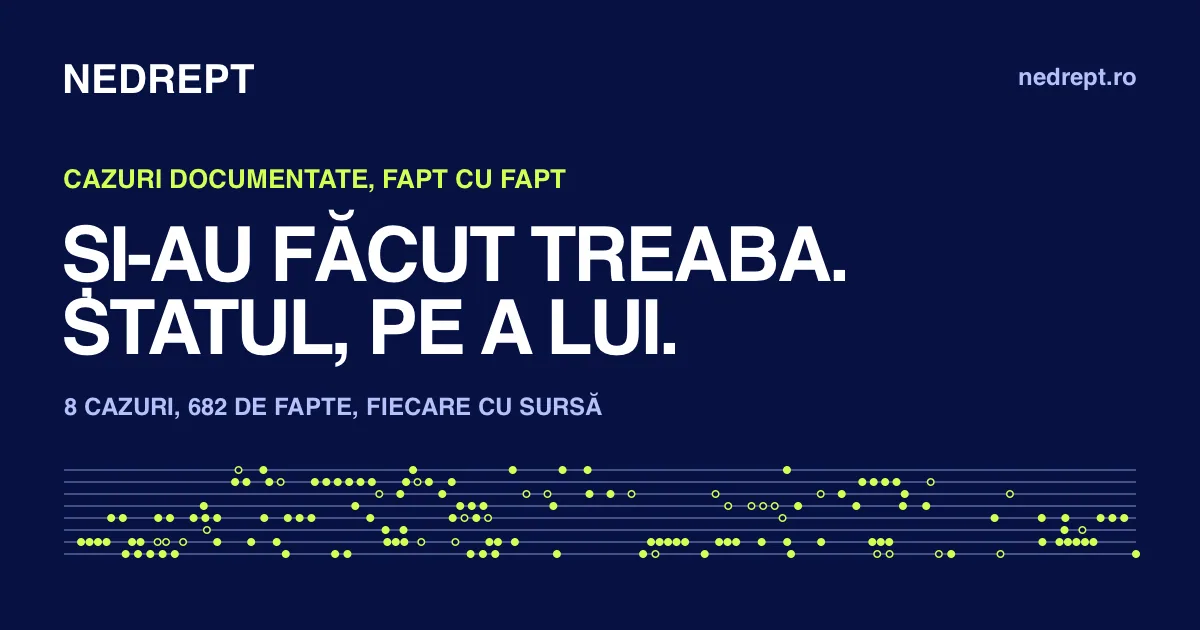 NEDREPT
nedrept.ro
CAZURI DOCUMENTATE, FAPT CU FAPT
ȘI-AU FĂCUT TREABA.
STATUL, PE A LUI.
8 CAZURI, 682 DE FAPTE, FIECARE CU SURSĂ